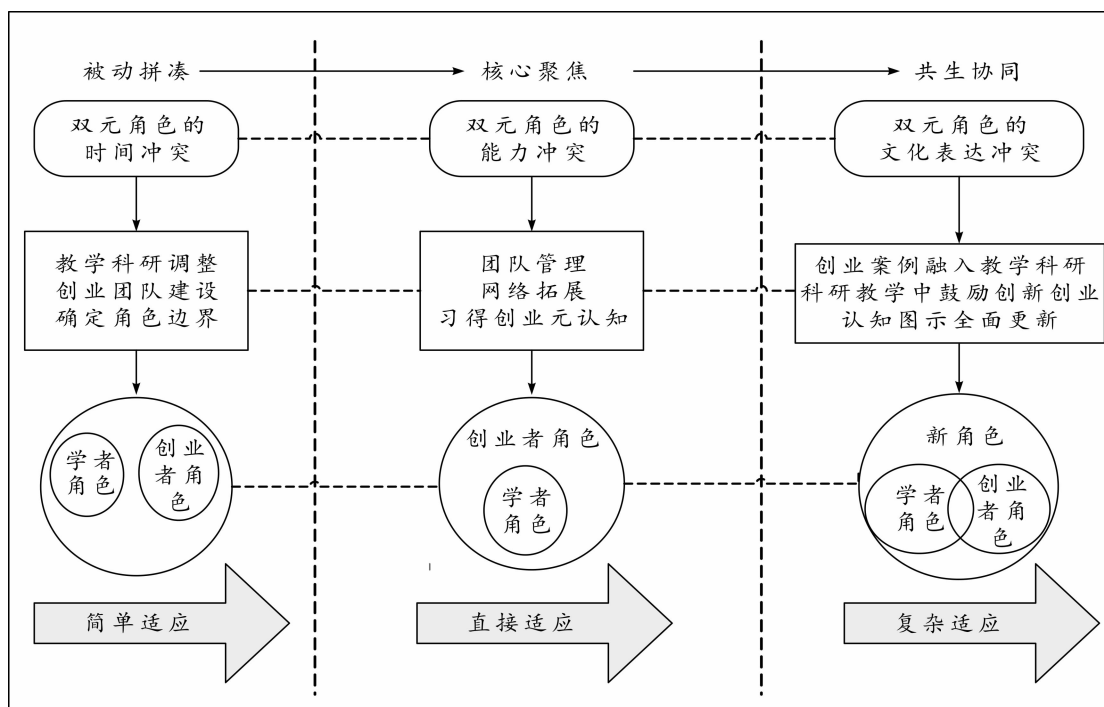 被动拼凑
核心聚焦
共生协同
双元角色的
时间冲突
双元角色的
能力冲突
双元角色的
文化表达冲突
教学科研调整
创业团队建设
确定角色边界
团队管理
网络拓展
习得创业元认知
创业案例融入教学科研
科研教学中鼓励创新创业
认知图示全面更新
学者
角色
创业
者角
色
创业者角色
学者
角色
新角色
学者
角色
创业
者角
色
简单适应
直接适应
复杂适应